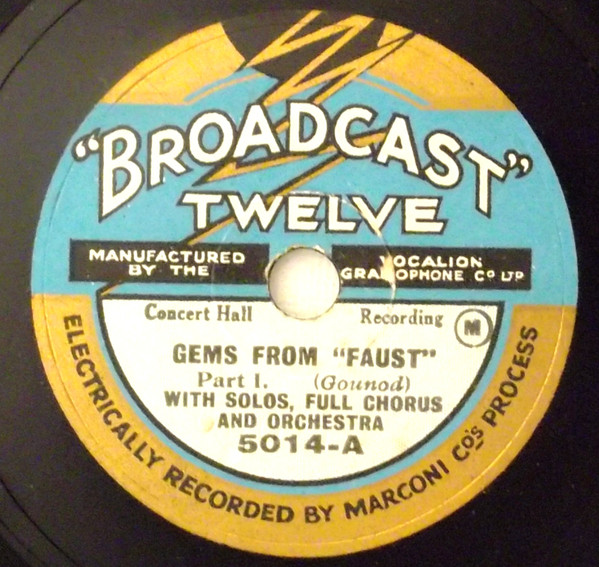 "BROADCAST"
TWELVE
MANUFACTURED BY THE
VOCALION GRAMOPHONE Co LTD
Concert Hall Recording M
GEMS FROM "FAUST"
Part 1. (Gounod)
WITH SOLOS, FULL CHORUS
AND ORCHESTRA
5014-A
ELECTRICALLY RECORDED BY MARCONI Co's PROCESS